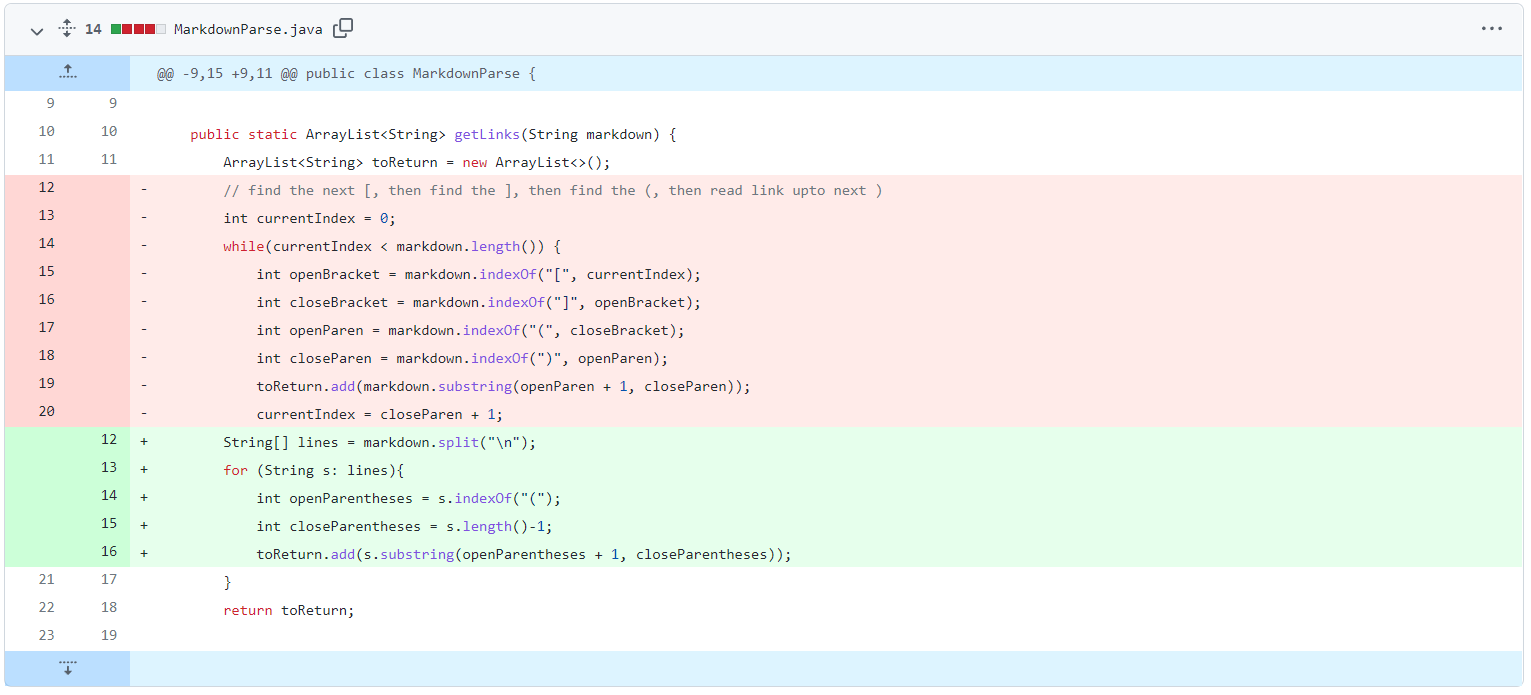 14 MarkdownParse.java
@@ -9,15 +9,11 @@ public class MarkdownParse {
9 9
10 10 public static ArrayList<String> getLinks(String markdown) {
11 11 ArrayList<String> toReturn = new ArrayList<>();
12 - // find the next [, then find the ], then find the (, then read link upto next )
13 - int currentIndex = 0;
14 - while(currentIndex < markdown.length()) {
15 - int openBracket = markdown.indexOf("[", currentIndex);
16 - int closeBracket = markdown.indexOf("]", openBracket);
17 - int openParen = markdown.indexOf("(", closeBracket);
18 - int closeParen = markdown.indexOf(")", openParen);
19 - toReturn.add(markdown.substring(openParen + 1, closeParen));
20 - currentIndex = closeParen + 1;
12 + String[] lines = markdown.split("\n");
13 + for (String s: lines){
14 + int openParentheses = s.indexOf("(");
15 + int closeParentheses = s.length()-1;
16 + toReturn.add(s.substring(openParentheses + 1, closeParentheses));
21 17 }
22 18 return toReturn;
23 19